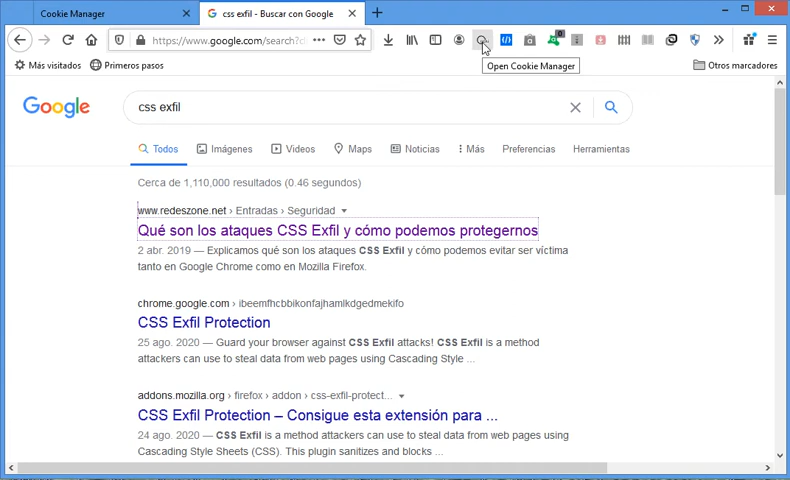 Cookie Manager
css exfil - Buscar con Google
https://www.google.com/search?c
0
Open Cookie Manager
Más visitados Primeros pasos Otros marcadores
Google css exfil
Todos Imágenes Videos Maps Noticias Más Preferencias Herramientas
Cerca de 1,110,000 resultados (0.46 segundos)
www.redeszone.net › Entradas › Seguridad
Qué son los ataques CSS Exfil y cómo podemos protegernos
2 abr. 2019 — Explicamos qué son los ataques CSS Exfil y cómo podemos evitar ser víctima
tanto en Google Chrome como en Mozilla Firefox.
chrome.google.com › ibeemfhcbbikonfajhamlkdgedmekifo
CSS Exfil Protection
25 ago. 2020 — Guard your browser against CSS Exfil attacks! CSS Exfil is a method
attackers can use to steal data from web pages using Cascading Style ...
addons.mozilla.org › firefox › addon › css-exfil-protect...
CSS Exfil Protection – Consigue esta extensión para ...
24 ago. 2020 — CSS Exfil is a method attackers can use to steal data from web pages using
Cascading Style Sheets (CSS). This plugin sanitizes and blocks ...